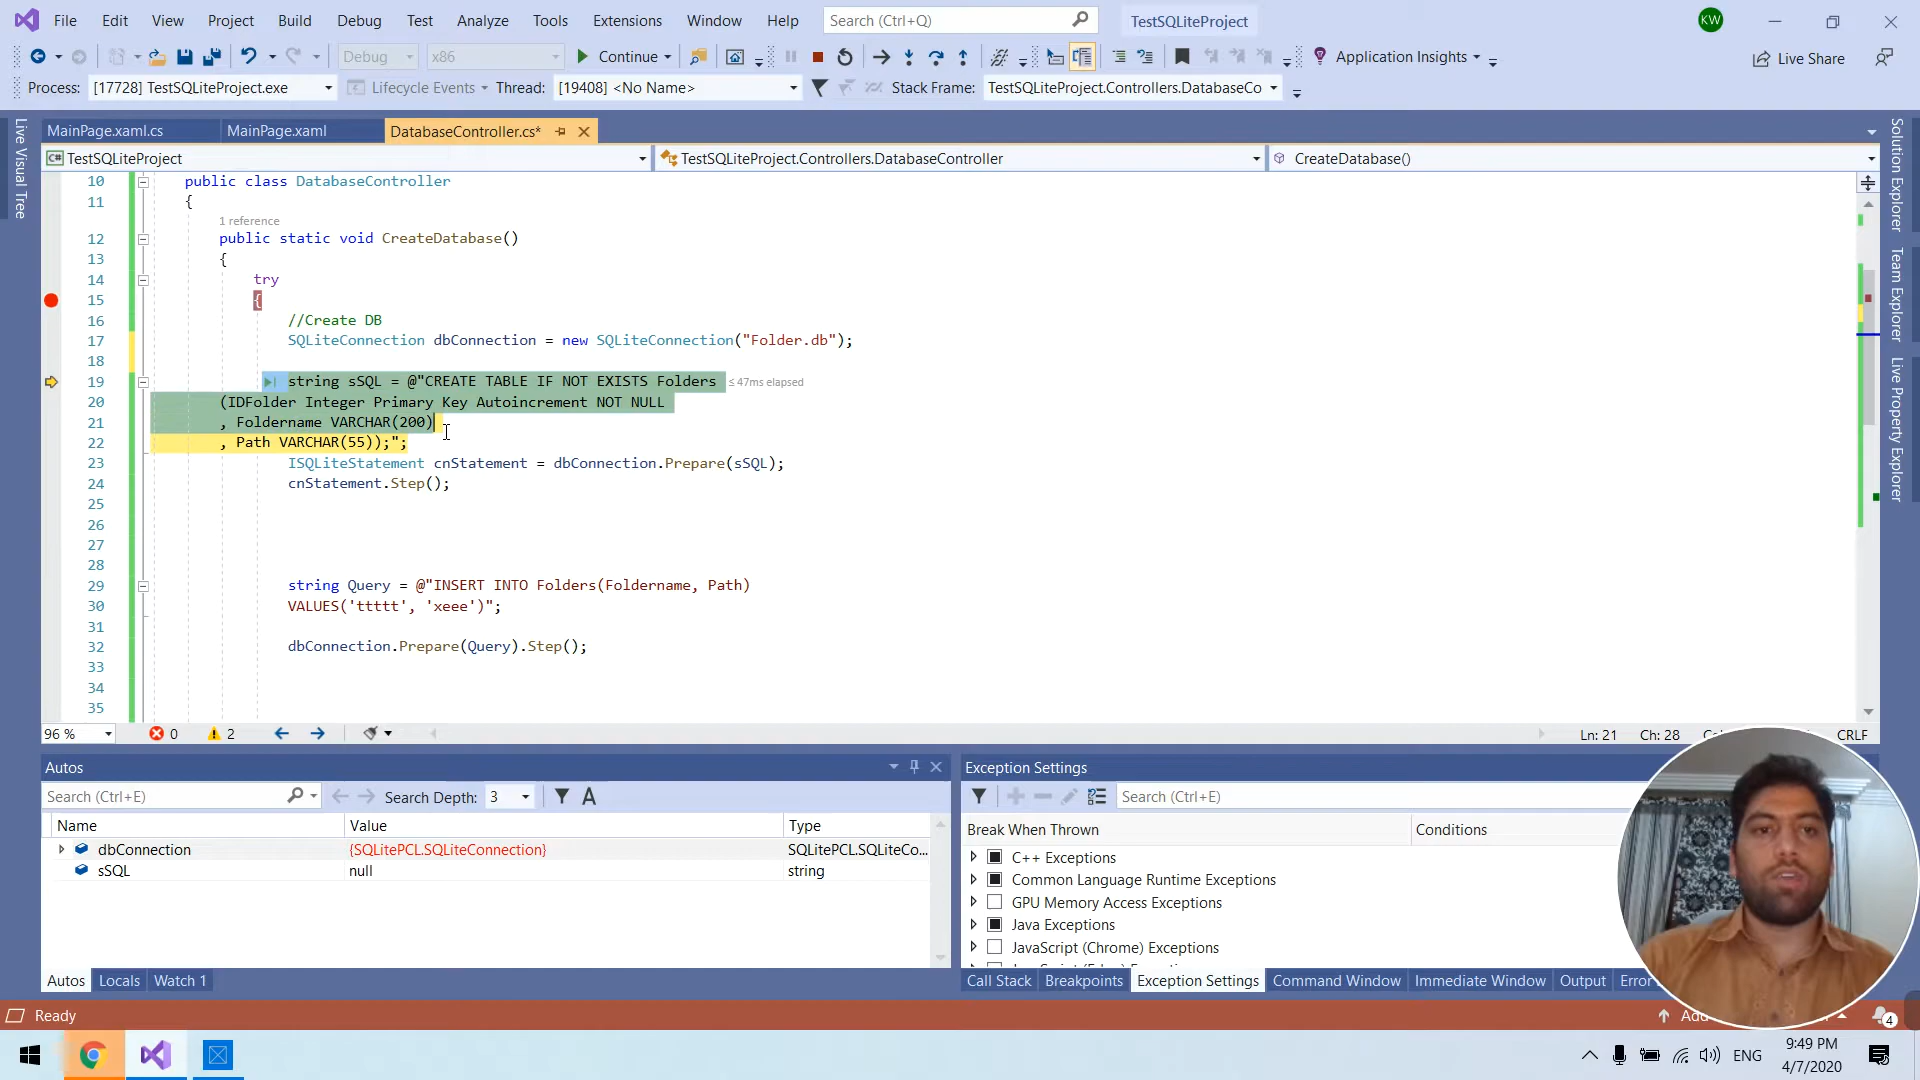 File Edit View Project Build Debug Test Analyze Tools Extensions Window Help Search (Ctrl+Q) TestSQLiteProject KW
Debug x86 Continue Application Insights Live Share
Process: [17728] TestSQLiteProject.exe Lifecycle Events Thread: [19408] <No Name> Stack Frame: TestSQLiteProject.Controllers.DatabaseCo
MainPage.xaml.cs MainPage.xaml DatabaseController.cs*
TestSQLiteProject TestSQLiteProject.Controllers.DatabaseController CreateDatabase()
Live Visual Tree
Solution Explorer
Team Explorer
Live Property Explorer
10 public class DatabaseController
11 {
1 reference
12 public static void CreateDatabase()
13 {
14 try
15 {
16 //Create DB
17 SQLiteConnection dbConnection = new SQLiteConnection("Folder.db");
18
19 string sSQL = @"CREATE TABLE IF NOT EXISTS Folders ≤ 47ms elapsed
20 (IDFolder Integer Primary Key Autoincrement NOT NULL
21 , Foldername VARCHAR(200)
22 , Path VARCHAR(55));";
23 ISQLiteStatement cnStatement = dbConnection.Prepare(sSQL);
24 cnStatement.Step();
25
26
27
28
29 string Query = @"INSERT INTO Folders(Foldername, Path)
30 VALUES('ttttt', 'xeee')";
31
32 dbConnection.Prepare(Query).Step();
33
34
35
96 % 0 2 Ln: 21 Ch: 28 CRLF
Autos
Search (Ctrl+E) Search Depth: 3 A
Name Value Type
dbConnection {SQLitePCL.SQLiteConnection} SQLitePCL.SQLiteCo...
sSQL null string
Autos Locals Watch 1
Exception Settings
Search (Ctrl+E)
Break When Thrown Conditions
C++ Exceptions
Common Language Runtime Exceptions
GPU Memory Access Exceptions
Java Exceptions
JavaScript (Chrome) Exceptions
Call Stack Breakpoints Exception Settings Command Window Immediate Window Output
Ready 4
ENG 9:49 PM
4/7/2020